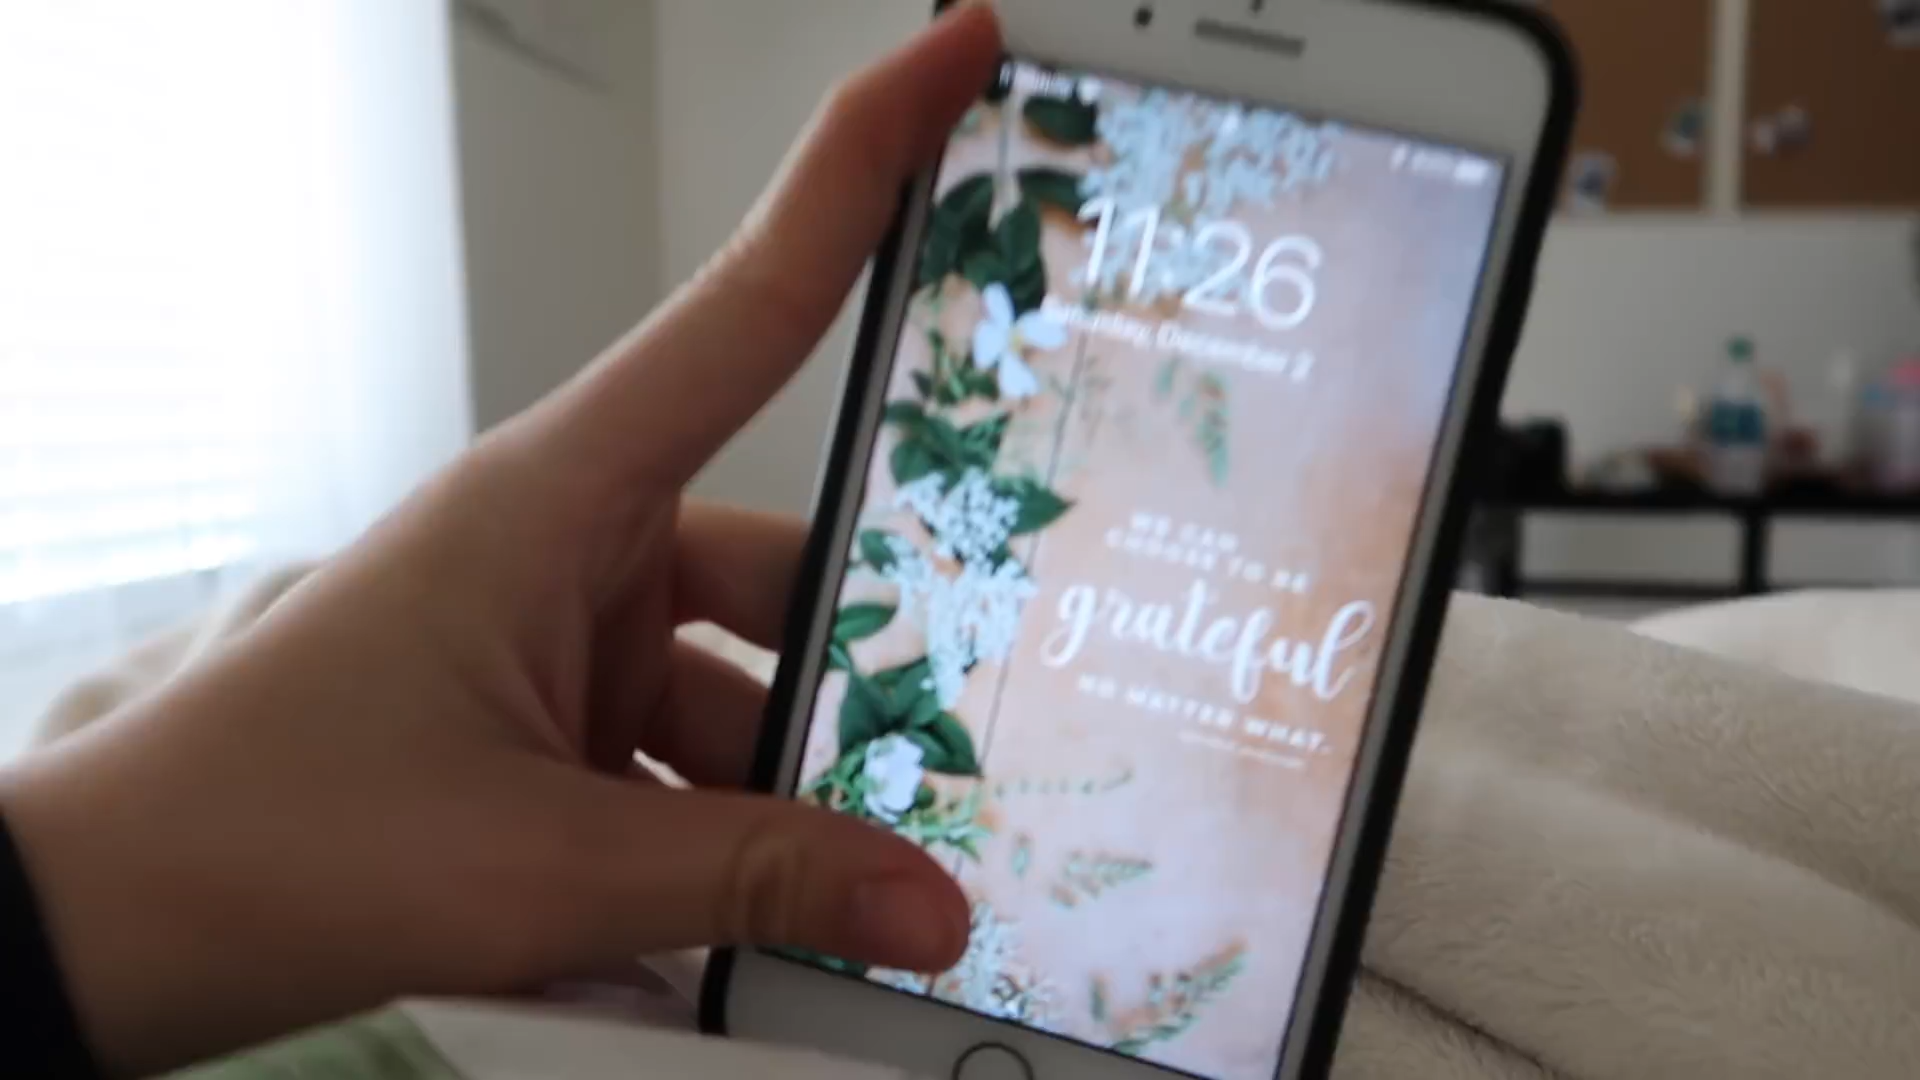 11:26
Saturday, December 2
WE CAN
CHOOSE TO BE
grateful
NO MATTER WHAT.